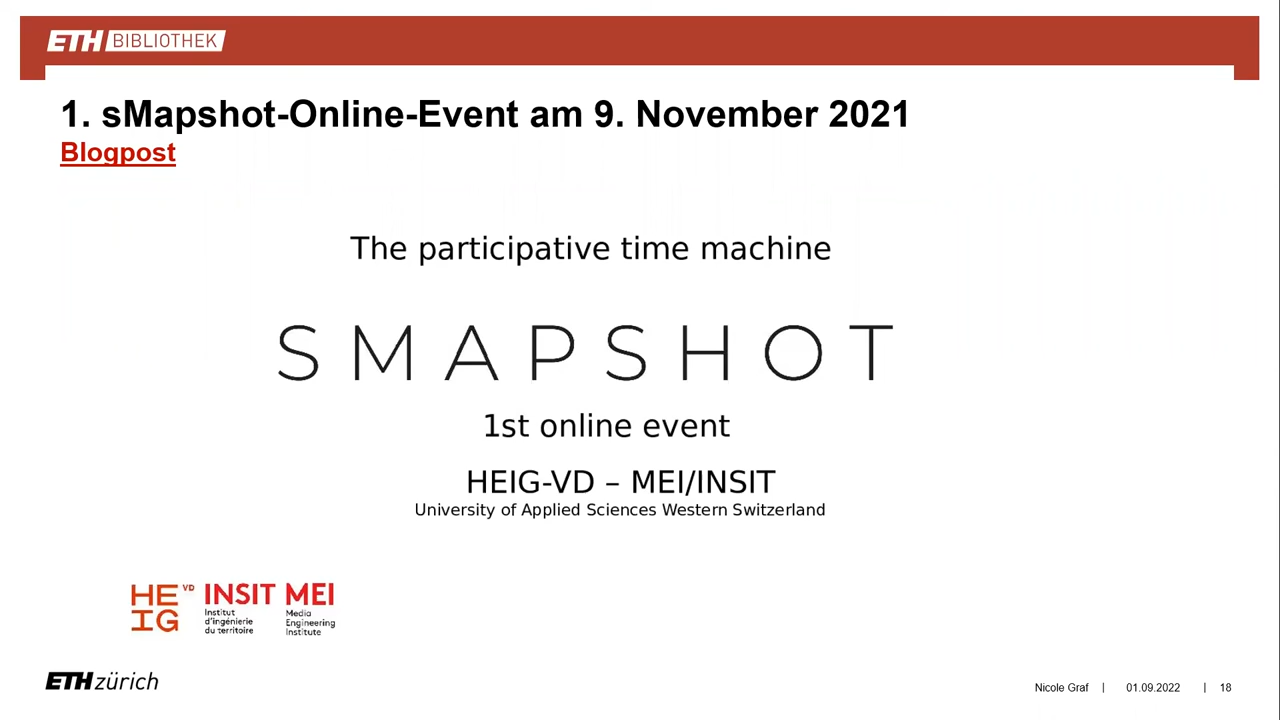 ETH BIBLIOTHEK
1. sMapshot-Online-Event am 9. November 2021
Blogpost
The participative time machine
SMAPSHOT
1st online event
HEIG-VD – MEI/INSIT
University of Applied Sciences Western Switzerland
HEIG VD
INSIT
Institut
d'ingénierie
du territoire
MEI
Media
Engineering
Institute
ETH zürich
Nicole Graf | 01.09.2022 | 18